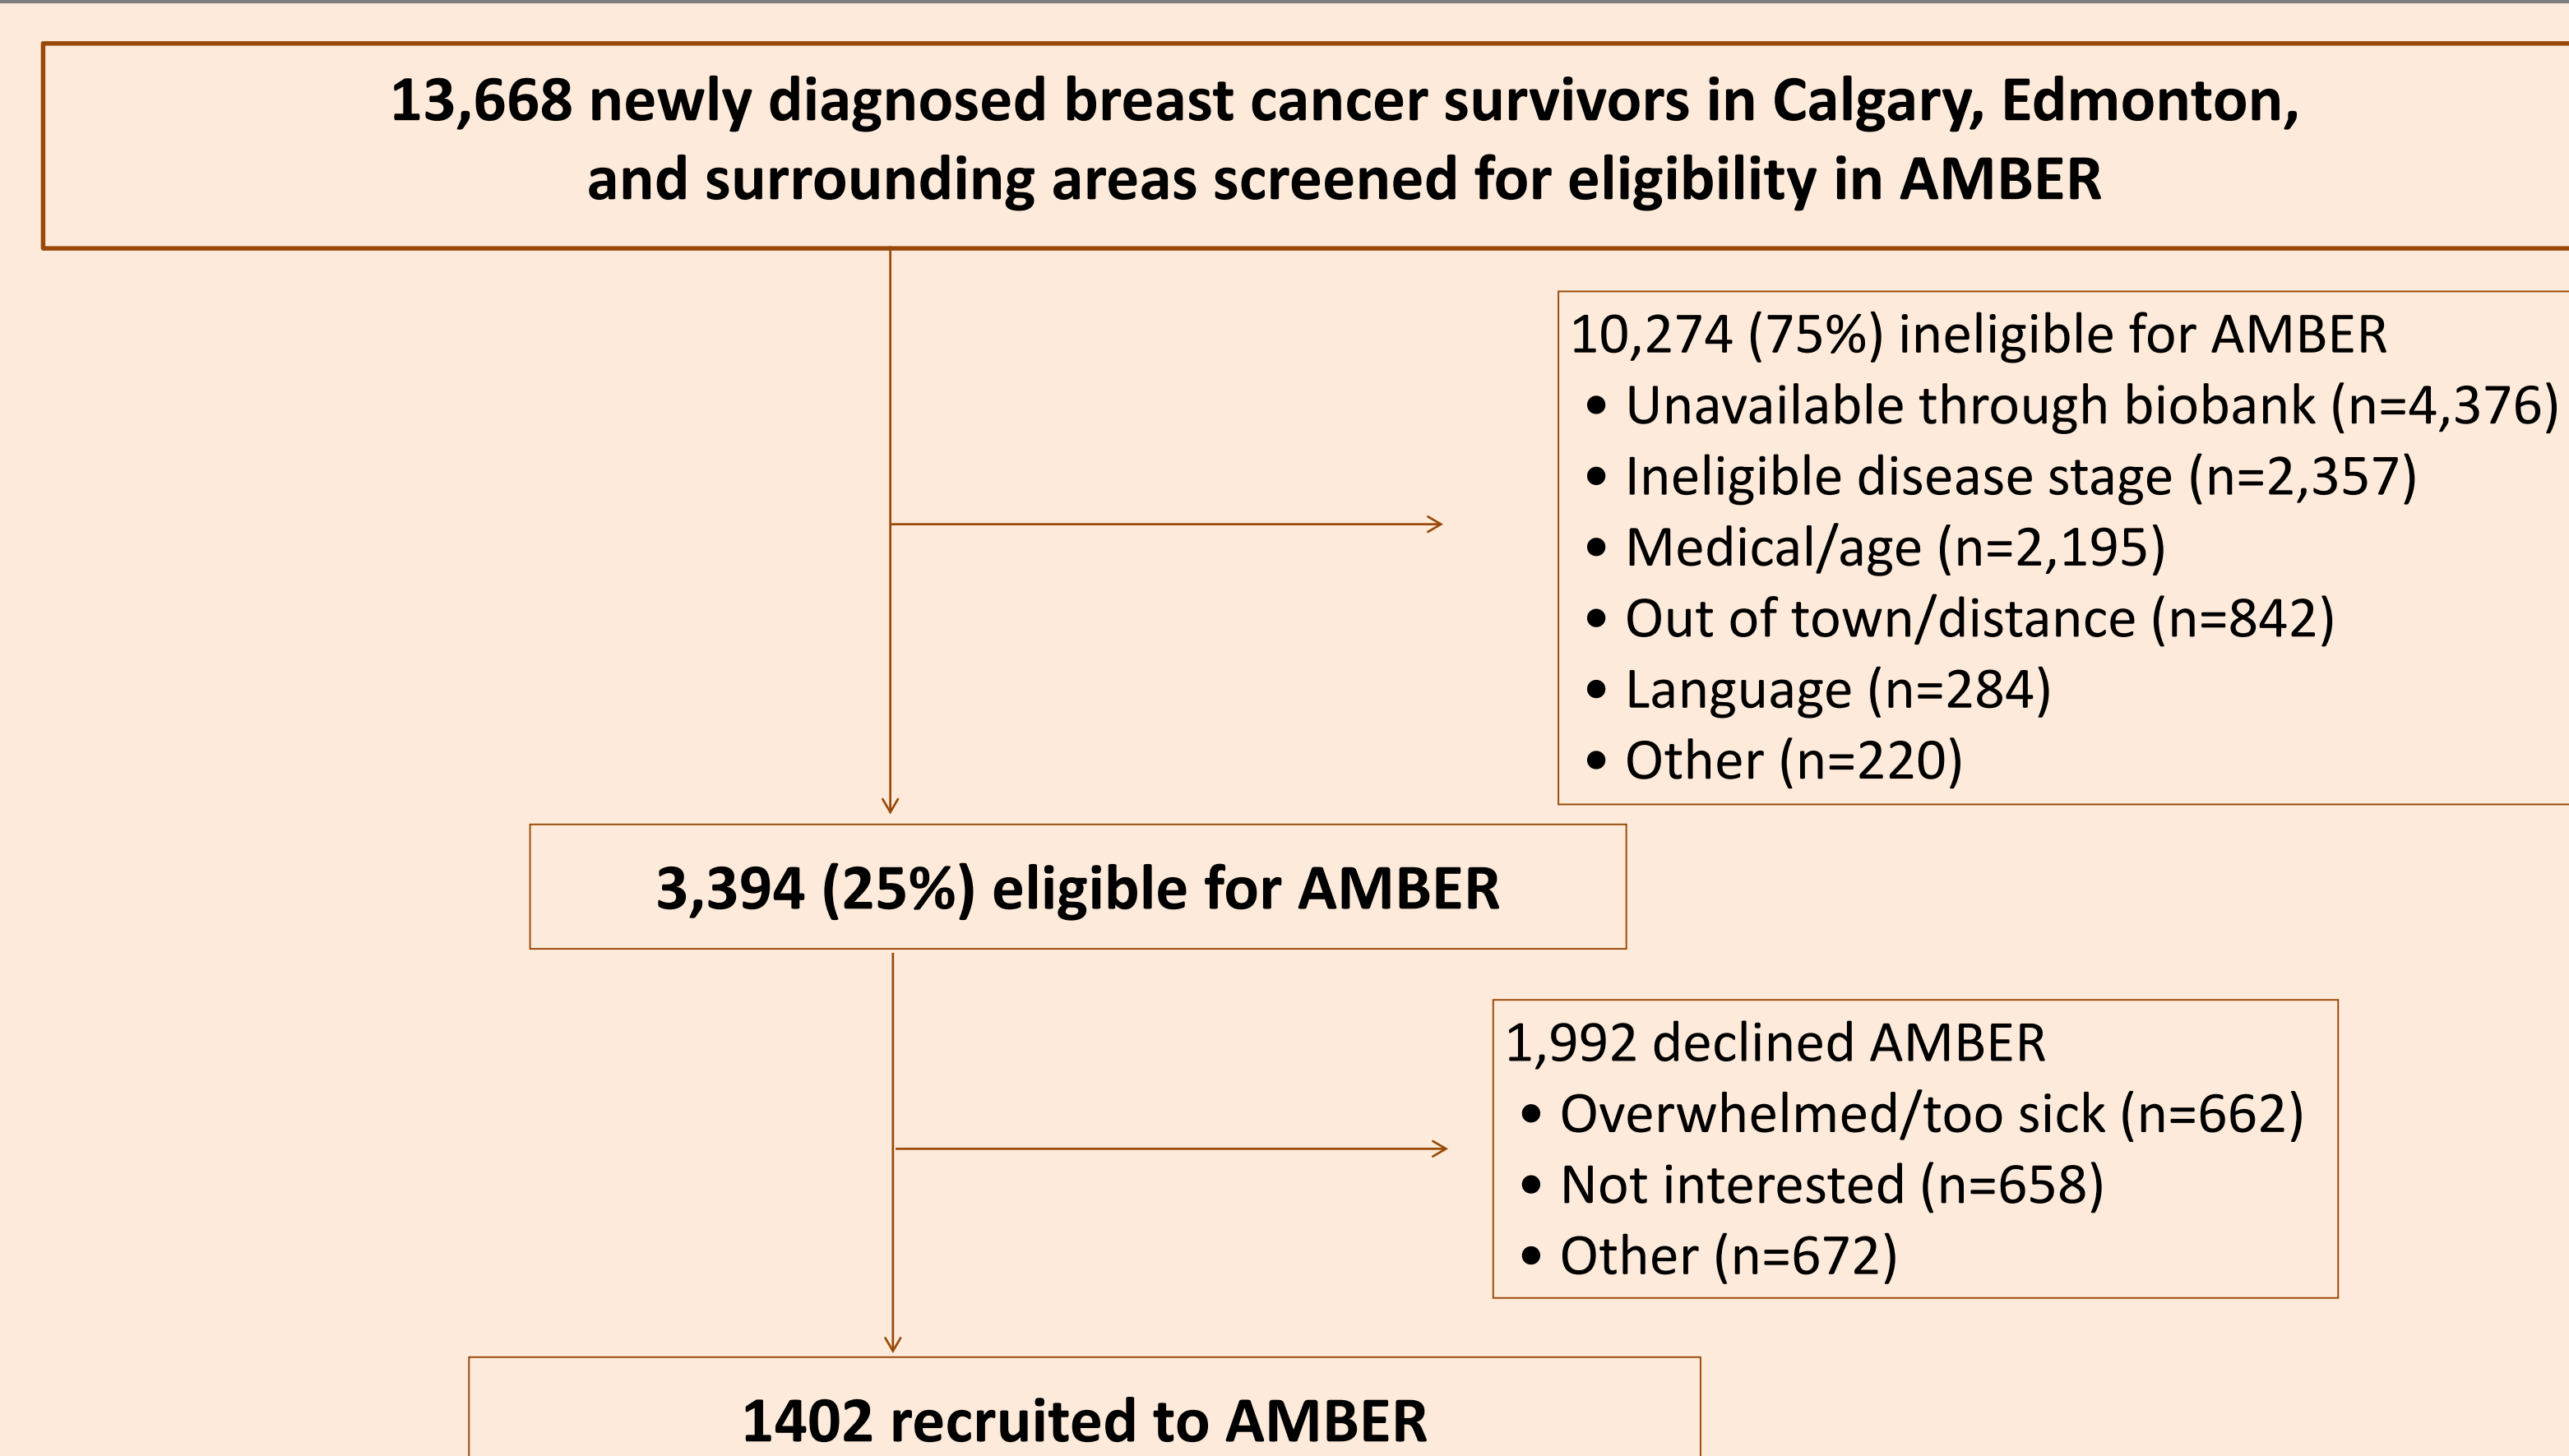 13,668 newly diagnosed breast cancer survivors in Calgary, Edmonton,
and surrounding areas screened for eligibility in AMBER
10,274 (75%) ineligible for AMBER
• Unavailable through biobank (n=4,376)
• Ineligible disease stage (n=2,357)
• Medical/age (n=2,195)
• Out of town/distance (n=842)
• Language (n=284)
• Other (n=220)
3,394 (25%) eligible for AMBER
1,992 declined AMBER
• Overwhelmed/too sick (n=662)
• Not interested (n=658)
• Other (n=672)
1402 recruited to AMBER